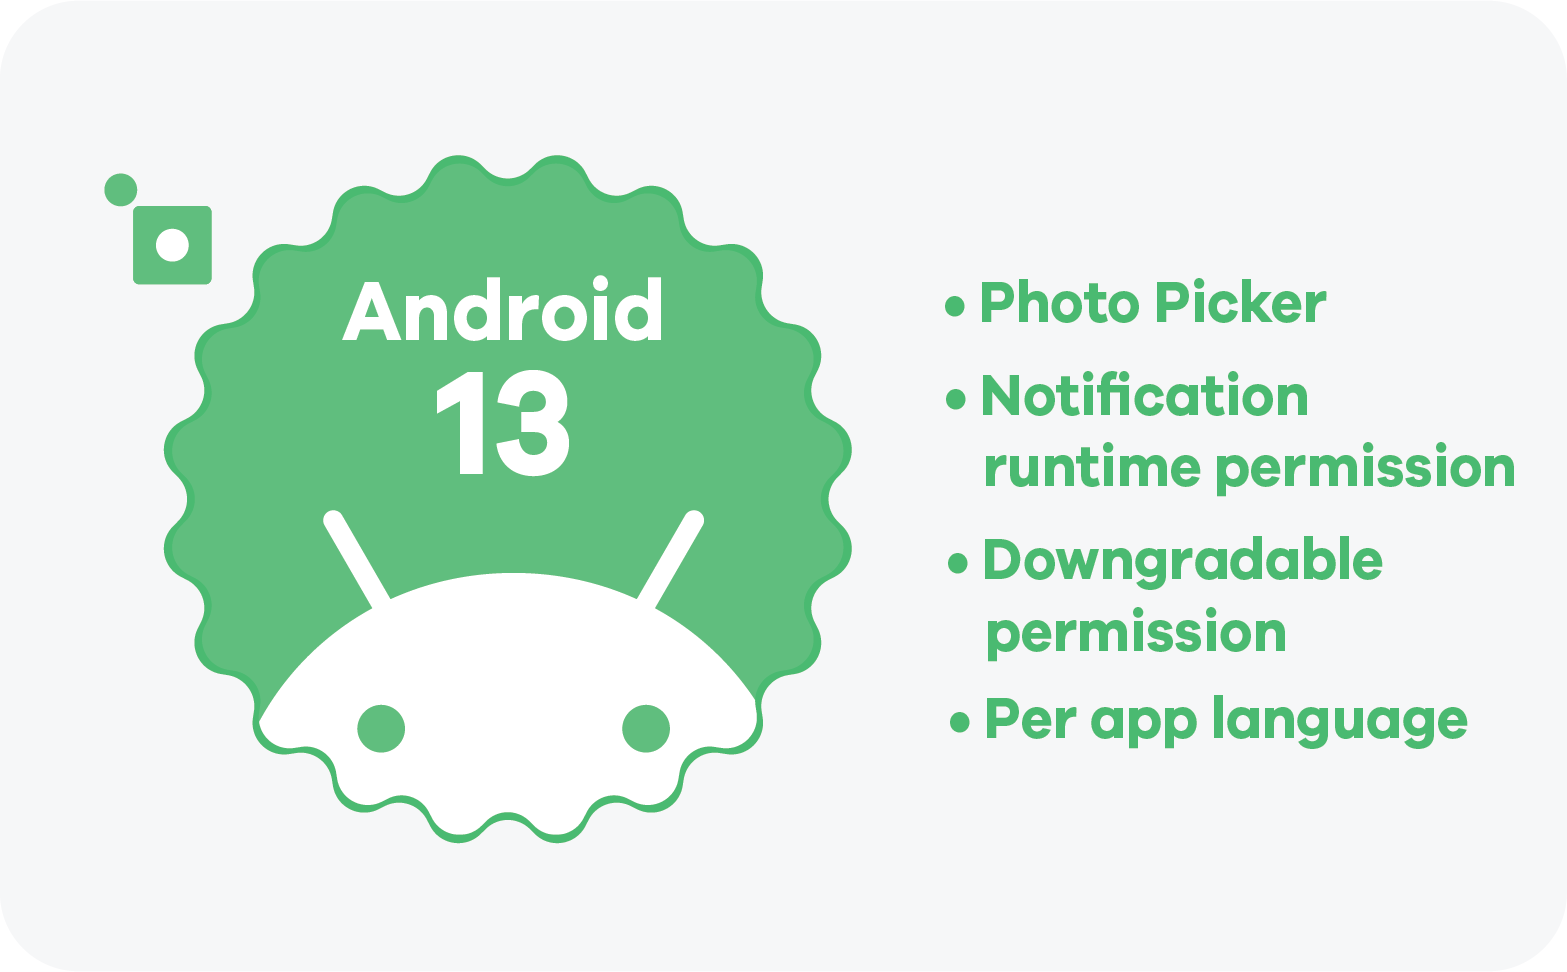 Android
13
• Photo Picker
• Notification
runtime permission
• Downgradable
permission
• Per app language